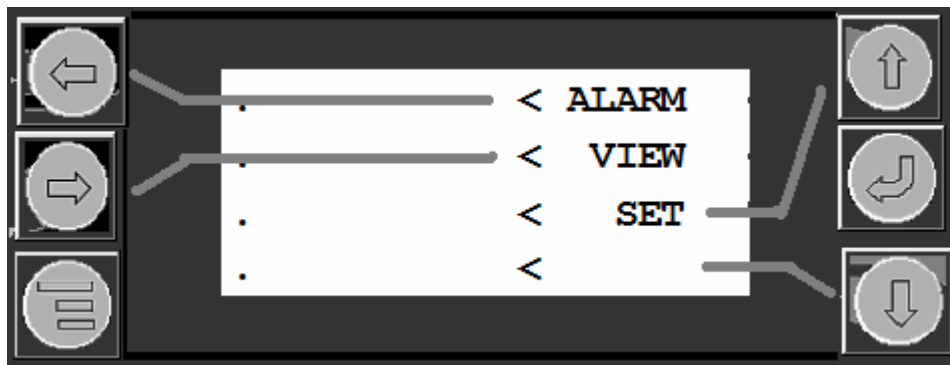 . < ALARM
. < VIEW
. < SET
. <